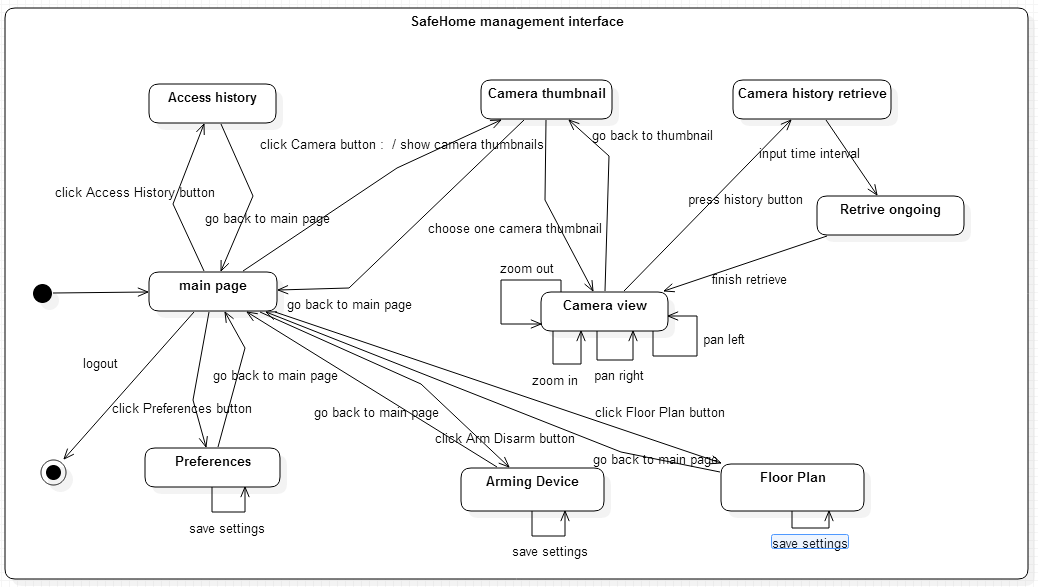 SafeHome management interface
Access history
Camera thumbnail
Camera history retrieve
click Camera button :  / show camera thumbnails
go back to thumbnail
input time interval
click Access History button
press history button
Retrive ongoing
go back to main page
choose one camera thumbnail
zoom out
finish retrieve
main page
go back to main page
Camera view
pan left
logout
go back to main page
zoom in
pan right
click Preferences button
go back to main page
click Floor Plan button
click Arm Disarm button
go back to main page
Preferences
Arming Device
Floor Plan
save settings
save settings
save settings